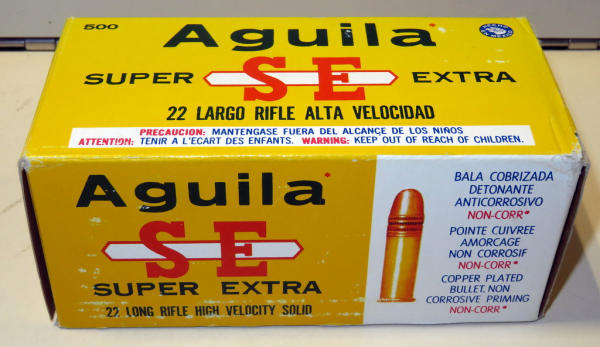 500
Aguila*
HECHO EN MEXICO
SUPER SE EXTRA
22 LARGO RIFLE ALTA VELOCIDAD
PRECAUCION: MANTENGASE FUERA DEL ALCANCE DE LOS NIÑOS
ATTENTION: TENIR A L'ECART DES ENFANTS. WARNING: KEEP OUT OF REACH OF CHILDREN.
Aguila*
SE
SUPER EXTRA
22 LONG RIFLE HIGH VELOCITY SOLID
BALA COBRIZADA
DETONANTE
ANTICORROSIVO
NON-CORR*
POINTE CUIVREE
AMORCAGE
NON CORROSIF
NON-CORR*
COPPER PLATED
BULLET, NON
CORROSIVE PRIMING
NON-CORR*